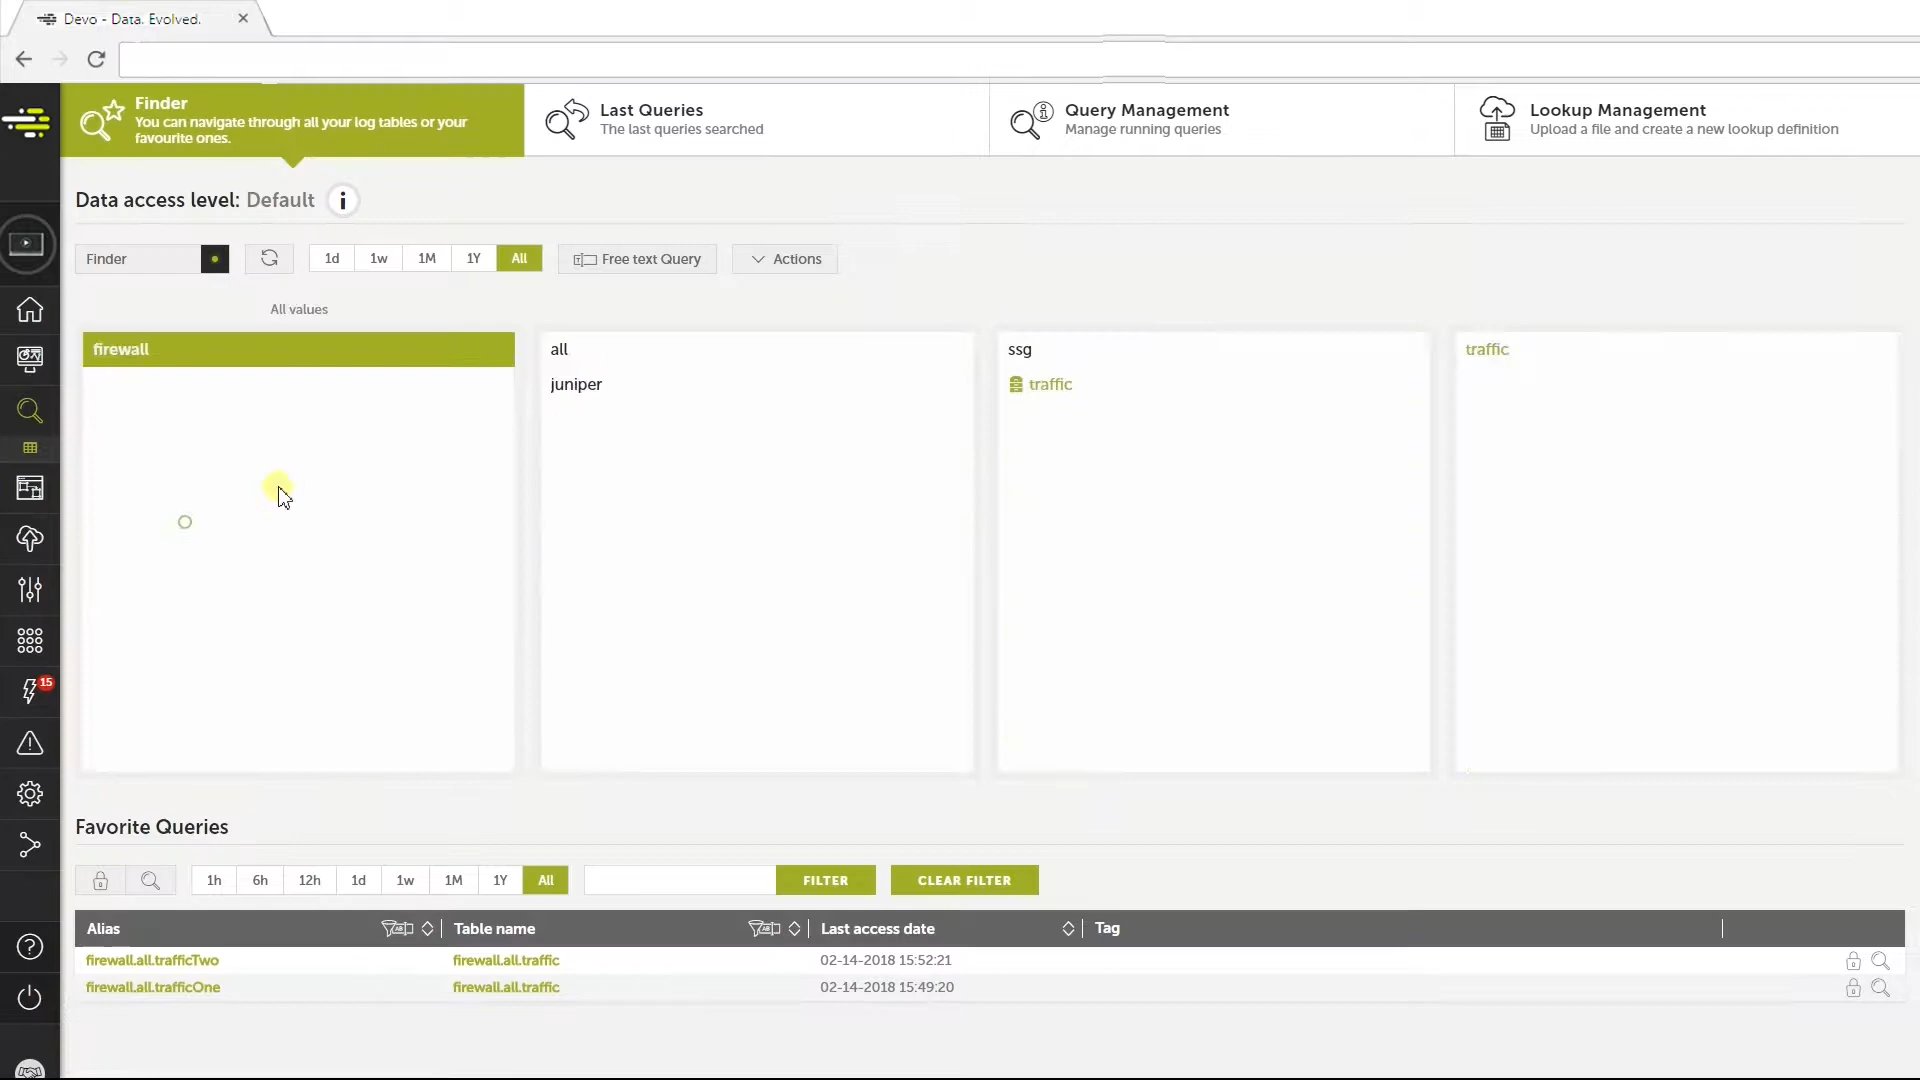 Devo - Data. Evolved.
Finder
You can navigate through all your log tables or your
favourite ones.
Last Queries
The last queries searched
Query Management
Manage running queries
Lookup Management
Upload a file and create a new lookup definition
Data access level: Default
Finder 1d 1w 1M 1Y All Free text Query Actions
All values
firewall all ssg traffic
juniper traffic
15
Favorite Queries
1h 6h 12h 1d 1w 1M 1Y All FILTER CLEAR FILTER
Alias Table name Last access date Tag
firewall.all.trafficTwo firewall.all.traffic 02-14-2018 15:52:21
firewall.all.trafficOne firewall.all.traffic 02-14-2018 15:49:20